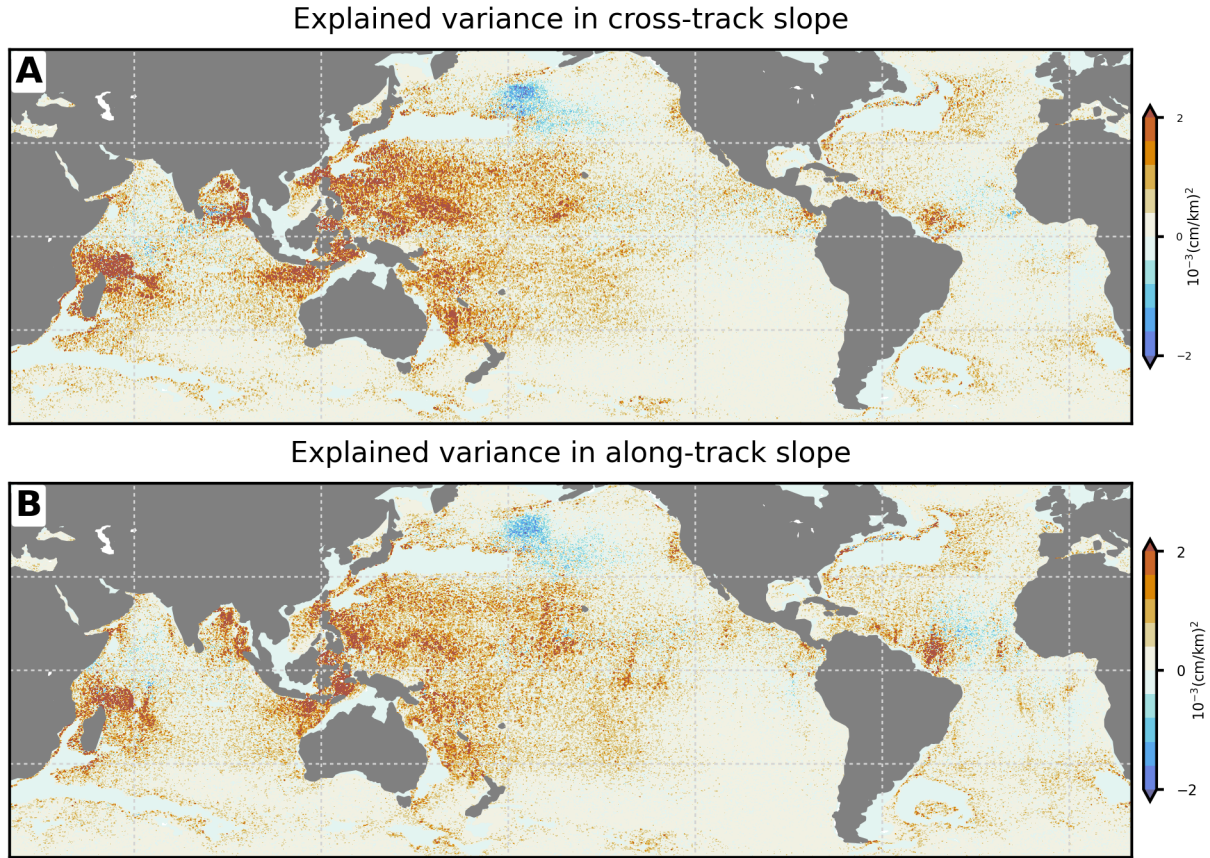 Explained variance in cross-track slope
A
2
0
−2
10⁻³(cm/km)²
Explained variance in along-track slope
B
2
0
−2
10⁻³(cm/km)²